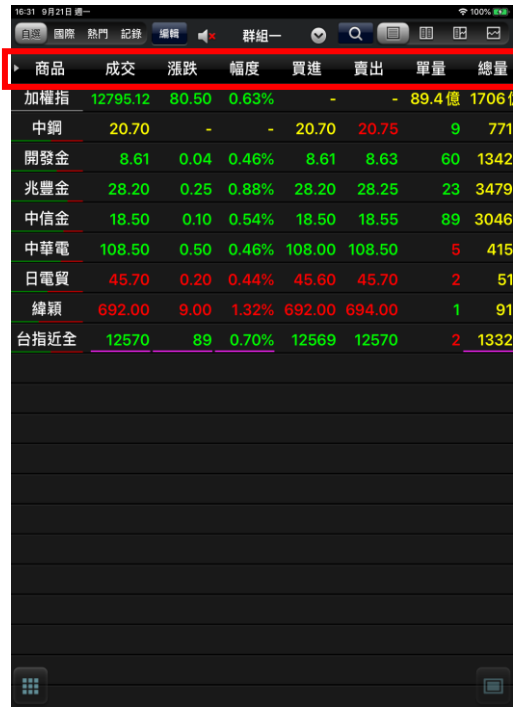 16:31 9月21日 週一 100%
自選 國際 熱門 記錄 編輯 群組一
商品 成交 漲跌 幅度 買進 賣出 單量 總量
加權指 12795.12 80.50 0.63% - - 89.4億 1706億
中鋼 20.70 - - 20.70 20.75 9 771
開發金 8.61 0.04 0.46% 8.61 8.63 60 1342
兆豐金 28.20 0.25 0.88% 28.20 28.25 23 3479
中信金 18.50 0.10 0.54% 18.50 18.55 89 3046
中華電 108.50 0.50 0.46% 108.00 108.50 5 415
日電貿 45.70 0.20 0.44% 45.60 45.70 2 51
緯穎 692.00 9.00 1.32% 692.00 694.00 1 91
台指近全 12570 89 0.70% 12569 12570 2 1332